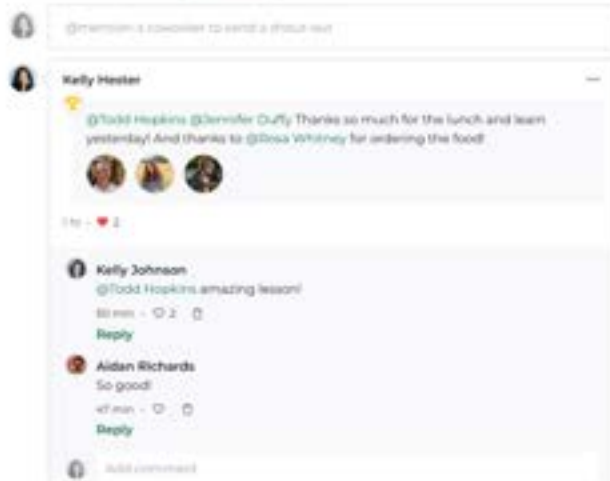 @mention a coworker to send a shout-out
Kelly Hester
@Todd Hopkins @Jennifer Duffy Thanks so much for the lunch and learn
yesterday! And thanks to @Rosa Whitney for ordering the food!
1 hr - 2
Kelly Johnson
@Todd Hopkins amazing lesson!
50 min - 2
Reply
Aidan Richards
So good!
47 min -
Reply
Add comment